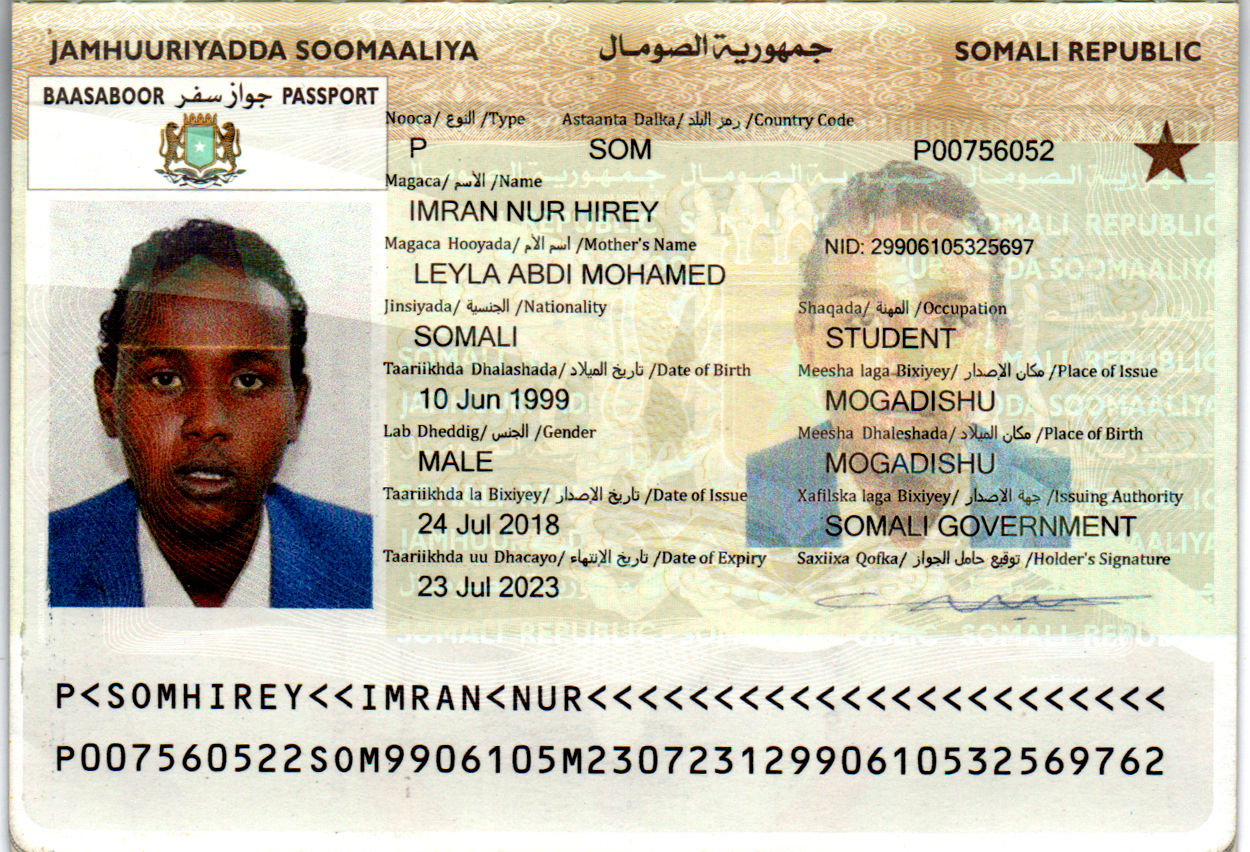 JAMHUURIYADDA SOOMAALIYA جمهورية الصومال SOMALI REPUBLIC
BAASABOOR جواز سفر PASSPORT
Nooca/ النوع /Type Astaanta Dalka/ رمز البلد /Country Code
P SOM P00756052
Magaca/ الأسم /Name
IMRAN NUR HIREY
Magaca Hooyada/ اسم الأم /Mother's Name
NID: 29906105325697
LEYLA ABDI MOHAMED
Jinsiyada/ الجنسية /Nationality Shaqada/ المهنة /Occupation
SOMALI STUDENT
Taariikhda Dhalashada/ تاريخ الميلاد /Date of Birth Meesha laga Bixiyey/ مكان الإصدار /Place of Issue
10 Jun 1999 MOGADISHU
Lab Dheddig/ الجنس /Gender Meesha Dhaleshada/ مكان الميلاد /Place of Birth
MALE MOGADISHU
Taariikhda la Bixiyey/ تاريخ الإصدار /Date of Issue Xafilska laga Bixiyey/ جهة الإصدار /Issuing Authority
24 Jul 2018 SOMALI GOVERNMENT
Taariikhda uu Dhacayo/ تاريخ الإنتهاء /Date of Expiry Saxiixa Qofka/ توقيع حامل الجواز /Holder's Signature
23 Jul 2023
P<SOMHIREY<<IMRAN<NUR<<<<<<<<<<<<<<<<<<<<<<<
P007560522SOM9906105M23072312990610532569762